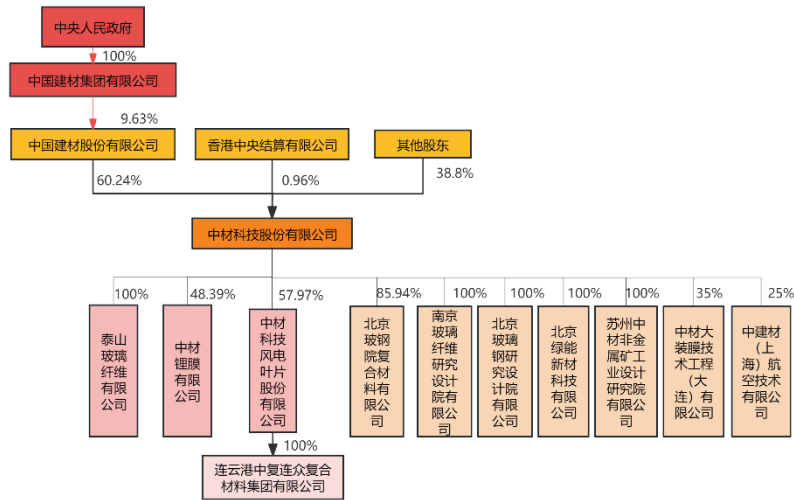 中央人民政府
100%
中国建材集团有限公司
9.63%
中国建材股份有限公司
香港中央结算有限公司
其他股东
60.24%
0.96%
38.8%
中材科技股份有限公司
100%
48.39%
57.97%
85.94%
100%
100%
100%
100%
35%
25%
泰山
玻璃
纤维
有限
公司
中材
锂膜
有限
公司
中材
科技
风电
叶片
股份
有限
公司
北京
玻钢
院复
合材
料有
限公
司
南京
玻璃
纤维
研究
设计
院有
限公
司
北京
玻璃
钢研
究设
计院
有限
公司
北京
绿能
新材
科技
有限
公司
苏州中
材非金
属矿工
业设计
研究院
有限公
司
中材大
装膜技
术工程
（大
连）有
限公司
中建材
（上
海）航
空技术
有限公
司
100%
连云港中复连众复合
材料集团有限公司